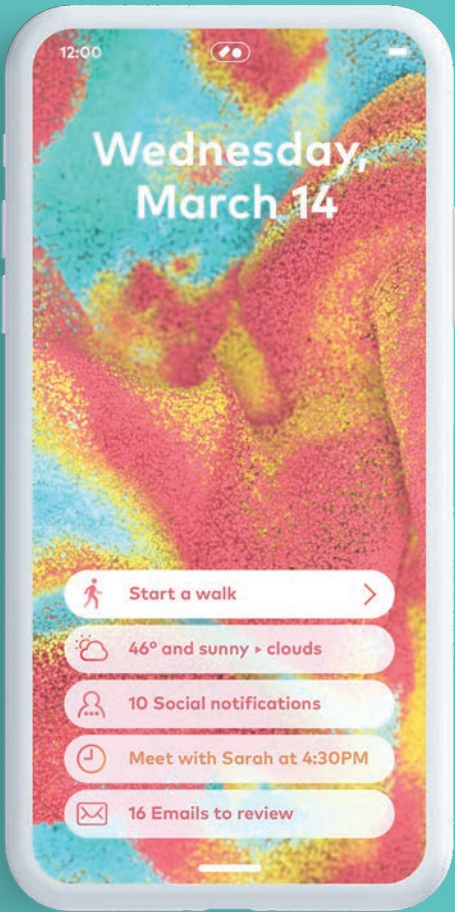 12:00
Wednesday,
March 14
Start a walk
46° and sunny ▸ clouds
10 Social notifications
Meet with Sarah at 4:30PM
16 Emails to review